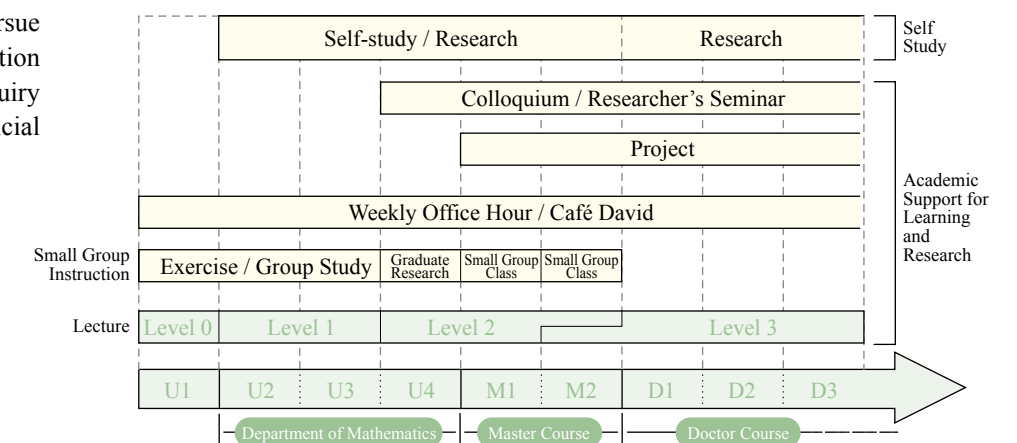 rsue
tion
uiry
cial
Self-study / Research
Research
Self
Study
Colloquium / Researcher’s Seminar
Project
Weekly Office Hour / Café David
Academic
Support for
Learning
and
Research
Small Group
Instruction
Exercise / Group Study
Graduate
Research
Small Group
Class
Small Group
Class
Lecture
Level 0
Level 1
Level 2
Level 3
U1
U2
U3
U4
M1
M2
D1
D2
D3
Department of Mathematics
Master Course
Doctor Course